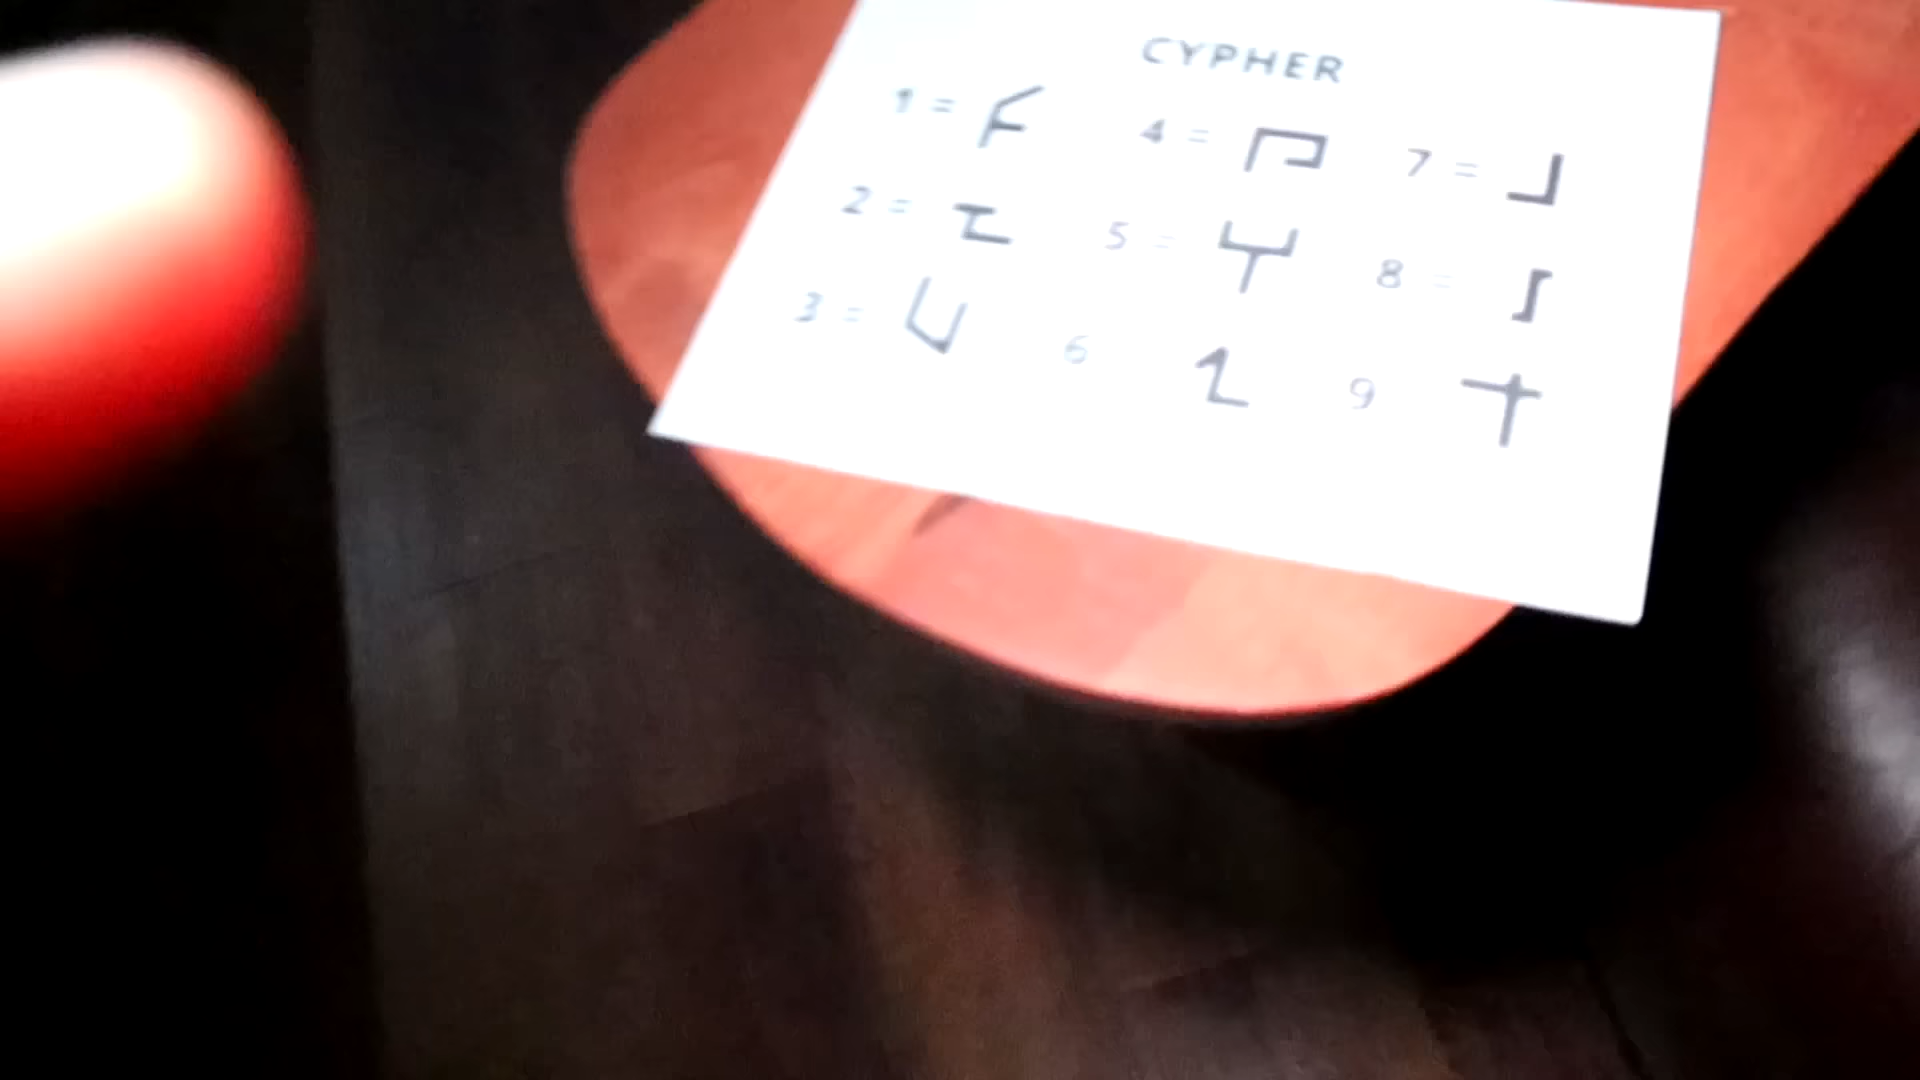 CYPHER
1 = 4 = 7 =
2 = 5 = 8 =
3 = 6 9